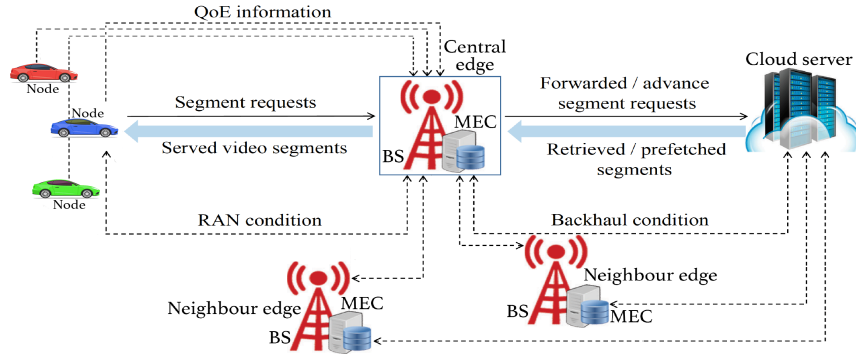 QoE information
Central
edge
Cloud server
Node
Node
Node
Segment requests
Served video segments
MEC
BS
Forwarded / advance
segment requests
Retrieved / prefetched
segments
RAN condition
Backhaul condition
Neighbour edge
MEC
BS
Neighbour edge
BS
MEC